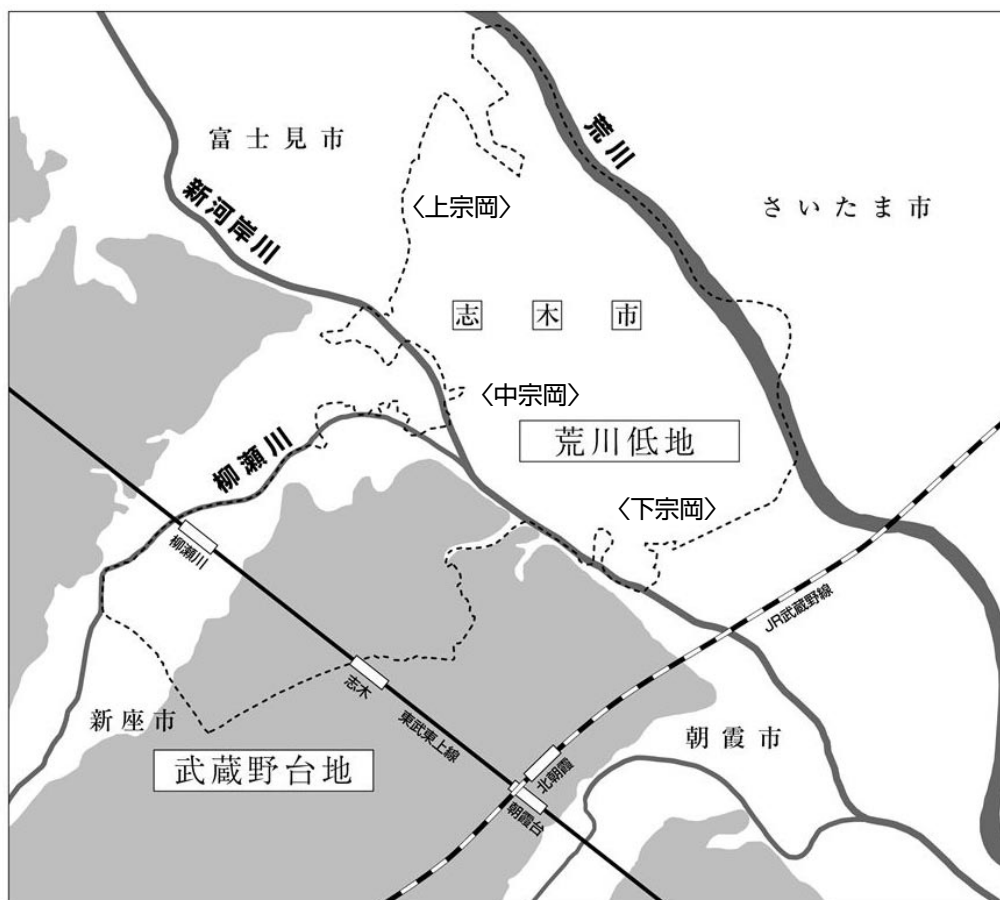 富士見市
荒川
新河岸川
〈上宗岡〉
さいたま市
志木市
〈中宗岡〉
荒川低地
柳瀬川
〈下宗岡〉
柳瀬川
JR武蔵野線
志木
新座市
東武東上線
朝霞市
武蔵野台地
北朝霞
朝霞台